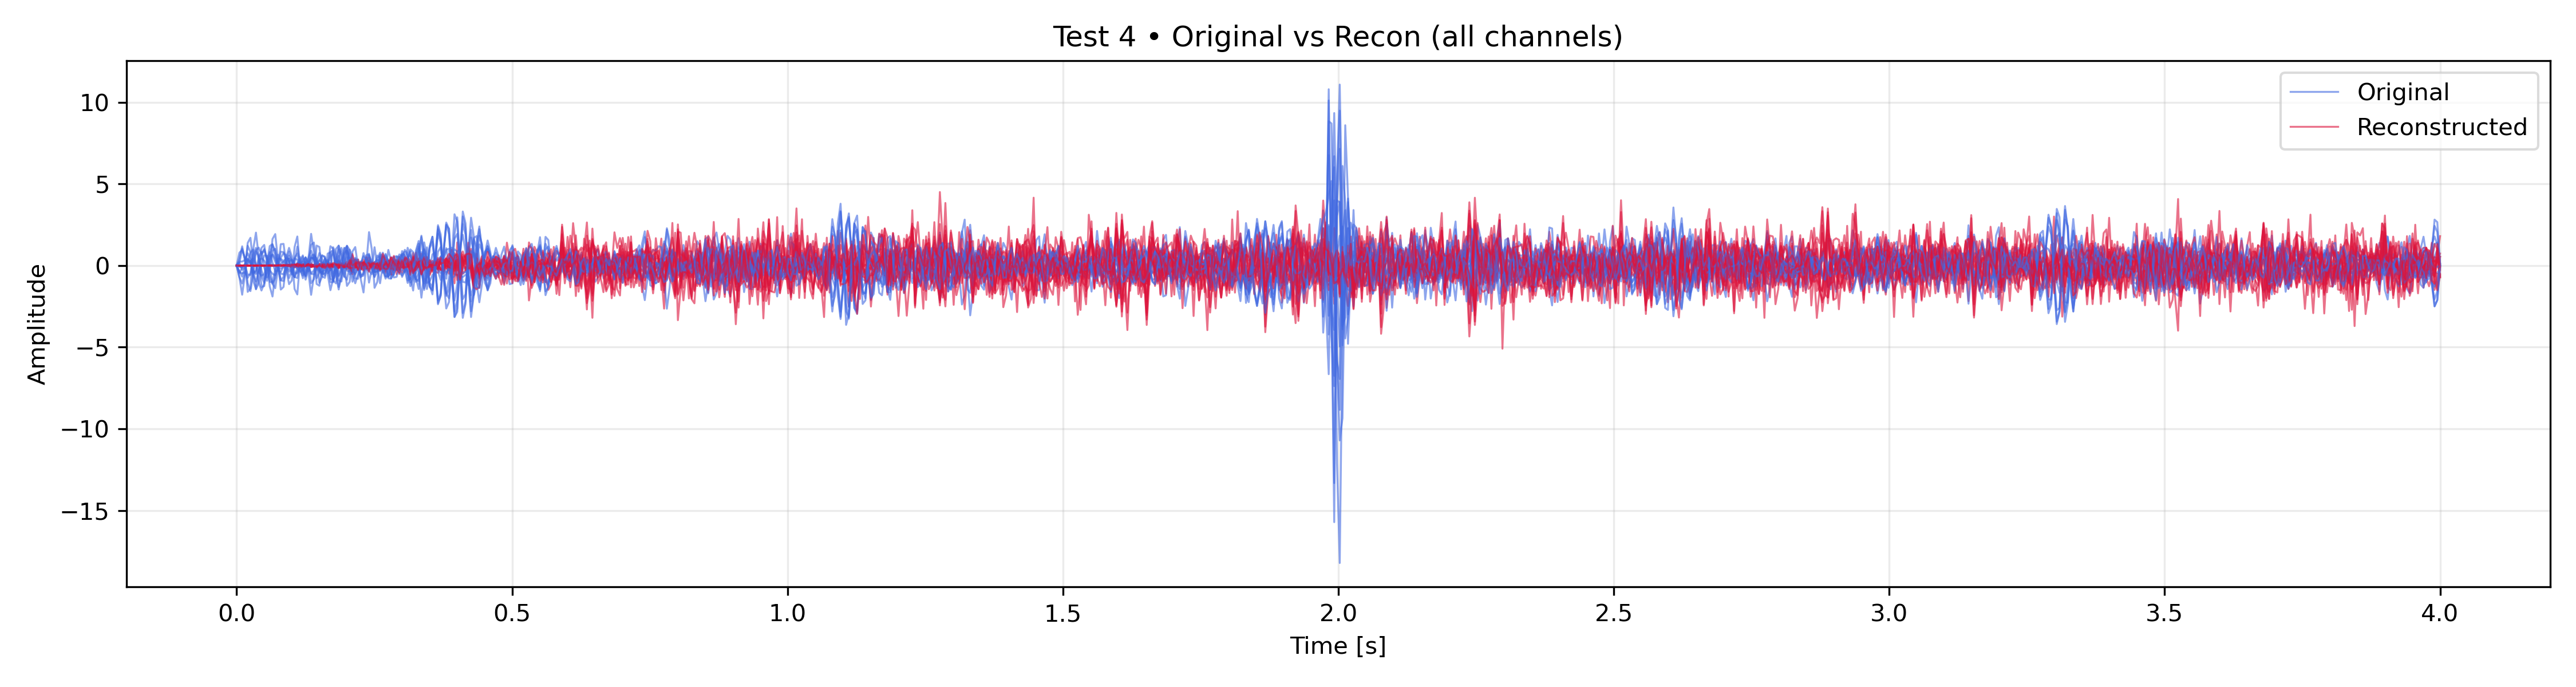 Test 4 • Original vs Recon (all channels)
Original
Reconstructed
Amplitude
10
5
0
−5
−10
−15
0.0 0.5 1.0 1.5 2.0 2.5 3.0 3.5 4.0
Time [s]